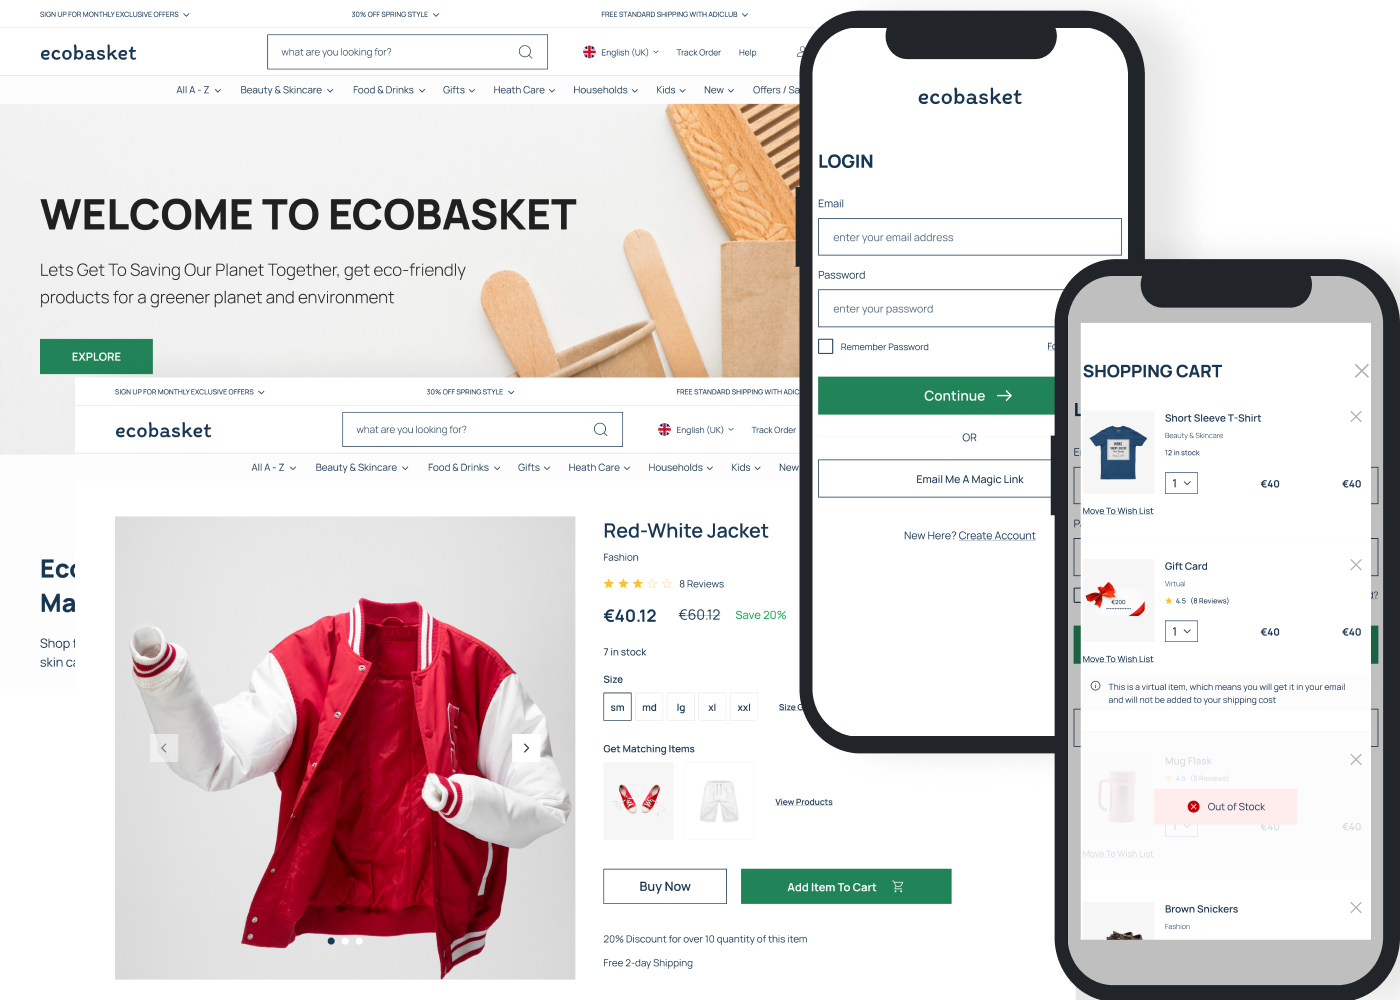 SIGN UP FOR MONTHLY EXCLUSIVE OFFERS
30% OFF SPRING STYLE
FREE STANDARD SHIPPING WITH ADICLUB
ecobasket
what are you looking for?
English (UK)
Track Order
Help
All A - Z
Beauty & Skincare
Food & Drinks
Gifts
Heath Care
Households
Kids
New
Offers / Sa
WELCOME TO ECOBASKET
Lets Get To Saving Our Planet Together, get eco-friendly
products for a greener planet and environment
EXPLORE
Shop f
SIGN UP FOR MONTHLY EXCLUSIVE OFFERS
30% OFF SPRING STYLE
FREE STANDARD SHIPPING WITH ADIC
ecobasket
what are you looking for?
English (UK)
Track Order
All A - Z
Beauty & Skincare
Food & Drinks
Gifts
Heath Care
Households
Kids
New
Red-White Jacket
Fashion
8 Reviews
€40.12
€60.12
Save 20%
7 in stock
Size
sm
md
lg
xl
xxl
Size
Get Matching Items
View Products
Buy Now
Add Item To Cart
20% Discount for over 10 quantity of this item
Free 2-day Shipping
ecobasket
LOGIN
Email
enter your email address
Password
enter your password
Remember Password
Fo
Continue
OR
Email Me A Magic Link
New Here? Create Account
SHOPPING CART
Short Sleeve T-Shirt
Beauty & Skincare
12 in stock
1
€40
€40
Move To Wish List
Gift Card
Virtual
4.5 (8 Reviews)
€200
1
€40
€40
Move To Wish List
This is a virtual item, which means you will get it in your email
and will not be added to your shipping cost
Mug Flask
4.5 (8 Reviews)
Out of Stock
1
€40
€40
Move To Wish List
Brown Snickers
Fashion